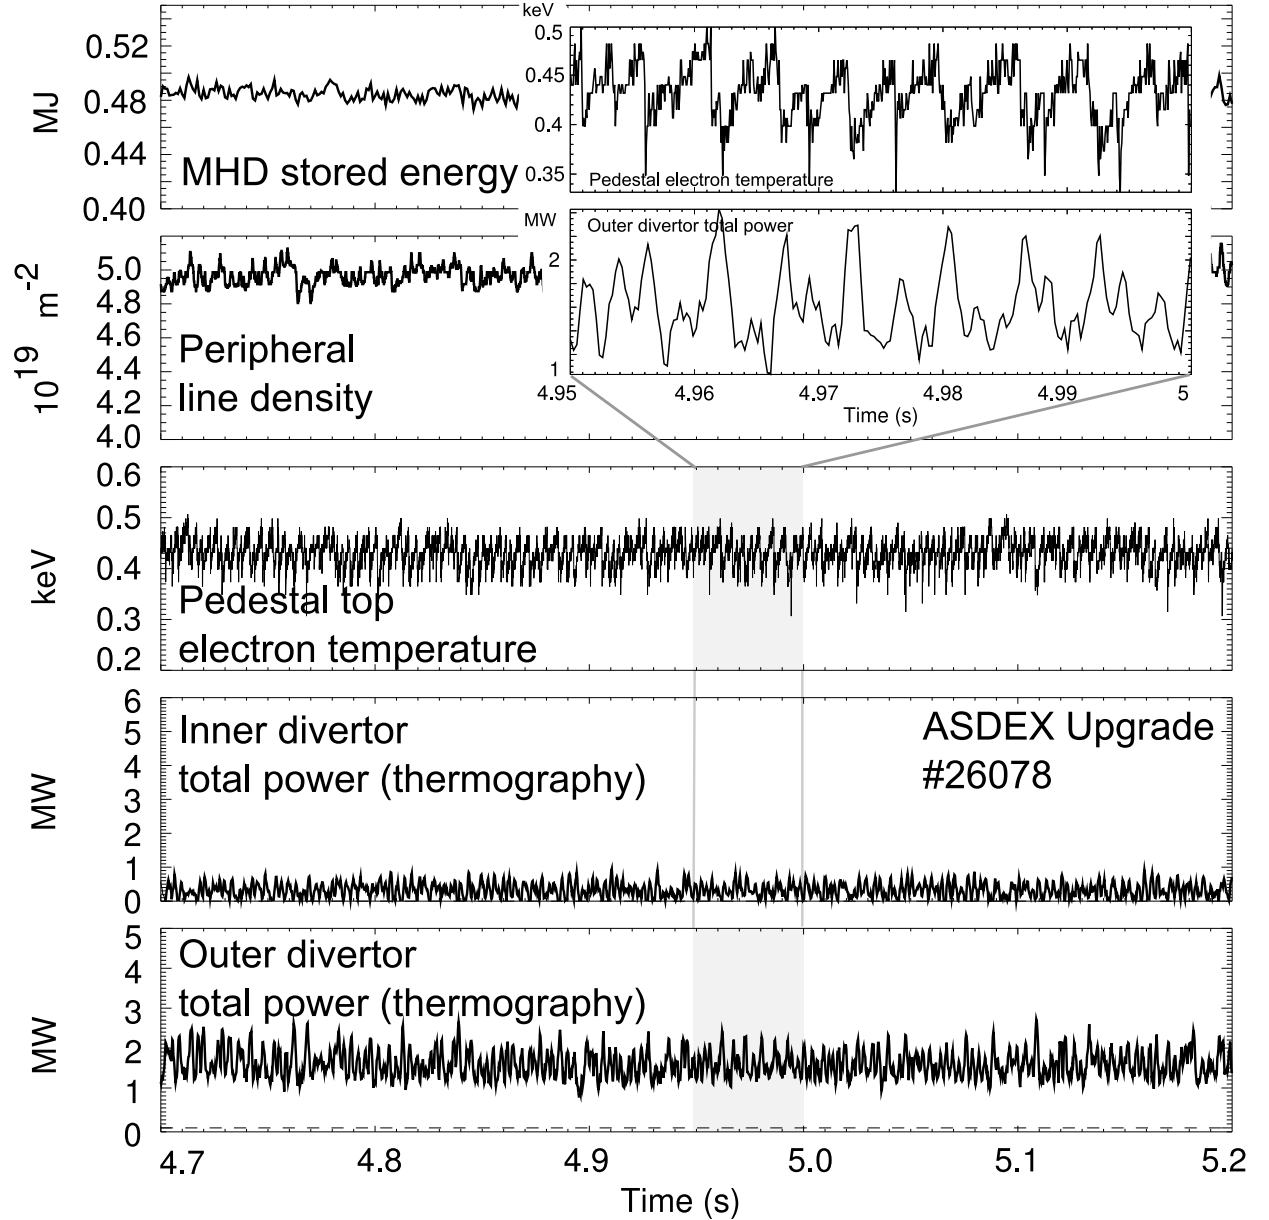 keV
0.5
0.45
0.4
0.35
Pedestal electron temperature
0.52
0.48
0.44
0.40
MJ
MHD stored energy
MW
2
1
Outer divertor total power
4.95
4.96
4.97
4.98
4.99
5
Time (s)
5.0
4.8
4.6
4.4
4.2
4.0
10^19 m^-2
Peripheral
line density
0.6
0.5
0.4
0.3
0.2
keV
Pedestal top
electron temperature
6
5
4
3
2
1
0
MW
Inner divertor
total power (thermography)
ASDEX Upgrade
#26078
5
4
3
2
1
0
MW
Outer divertor
total power (thermography)
4.7
4.8
4.9
5.0
5.1
5.2
Time (s)